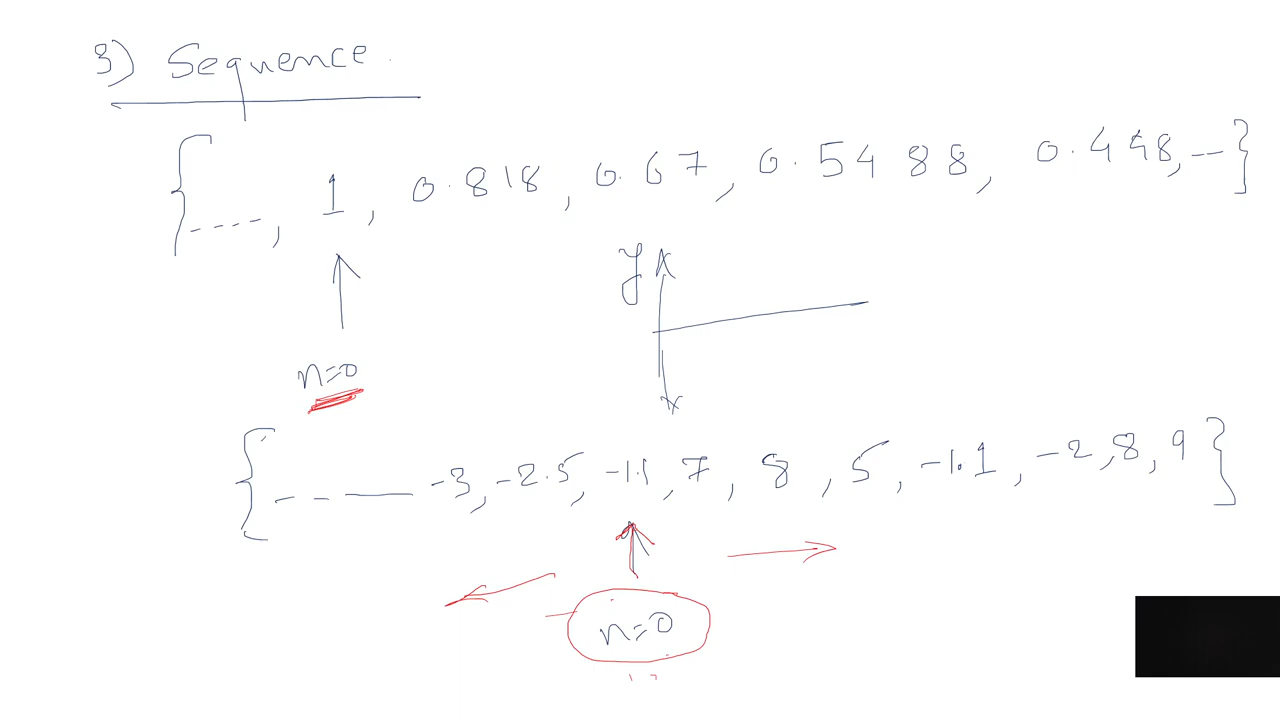 3) Sequence
{ ----, 1, 0.818, 0.67, 0.5488, 0.448, -- }
y
n=0
x
{ -- —— -3, -2.5, -1.1, 7, 8, 5, -1.1, -2, 8, 9 }
n=0